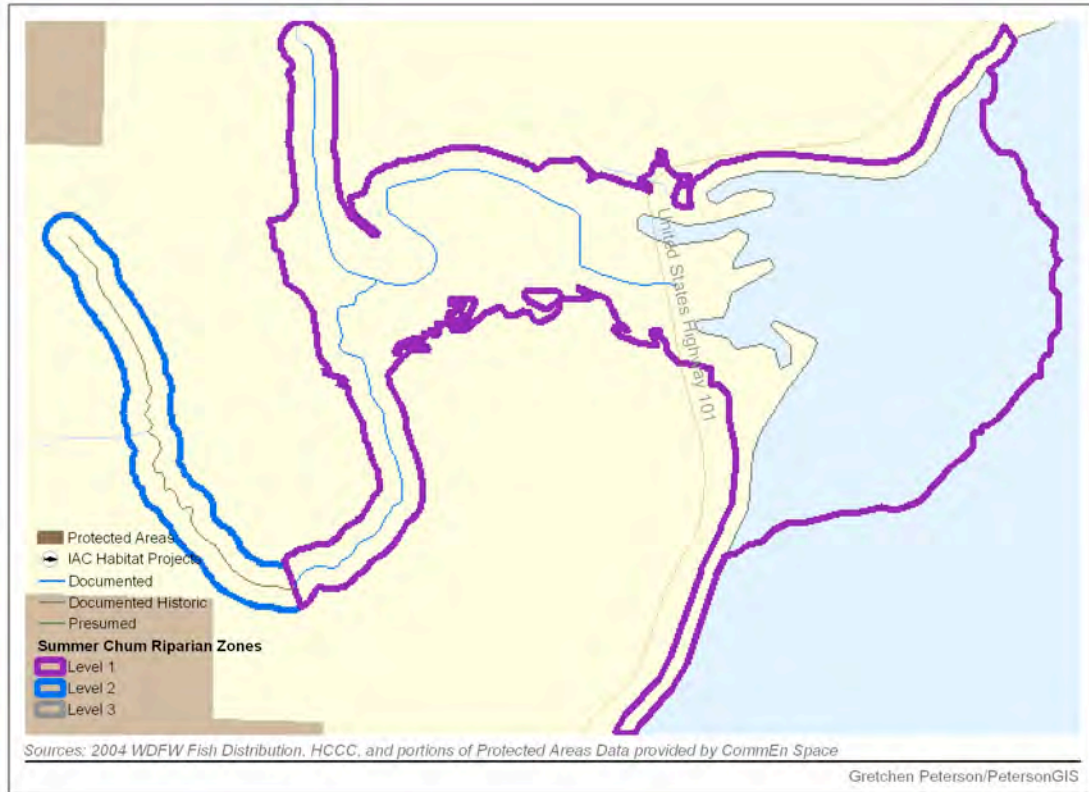 United States Highway 101
Protected Areas
IAC Habitat Projects
Documented
Documented Historic
Presumed
Summer Chum Riparian Zones
Level 1
Level 2
Level 3
Sources: 2004 WDFW Fish Distribution, HCCC, and portions of Protected Areas Data provided by CommEn Space
Gretchen Peterson/PetersonGIS